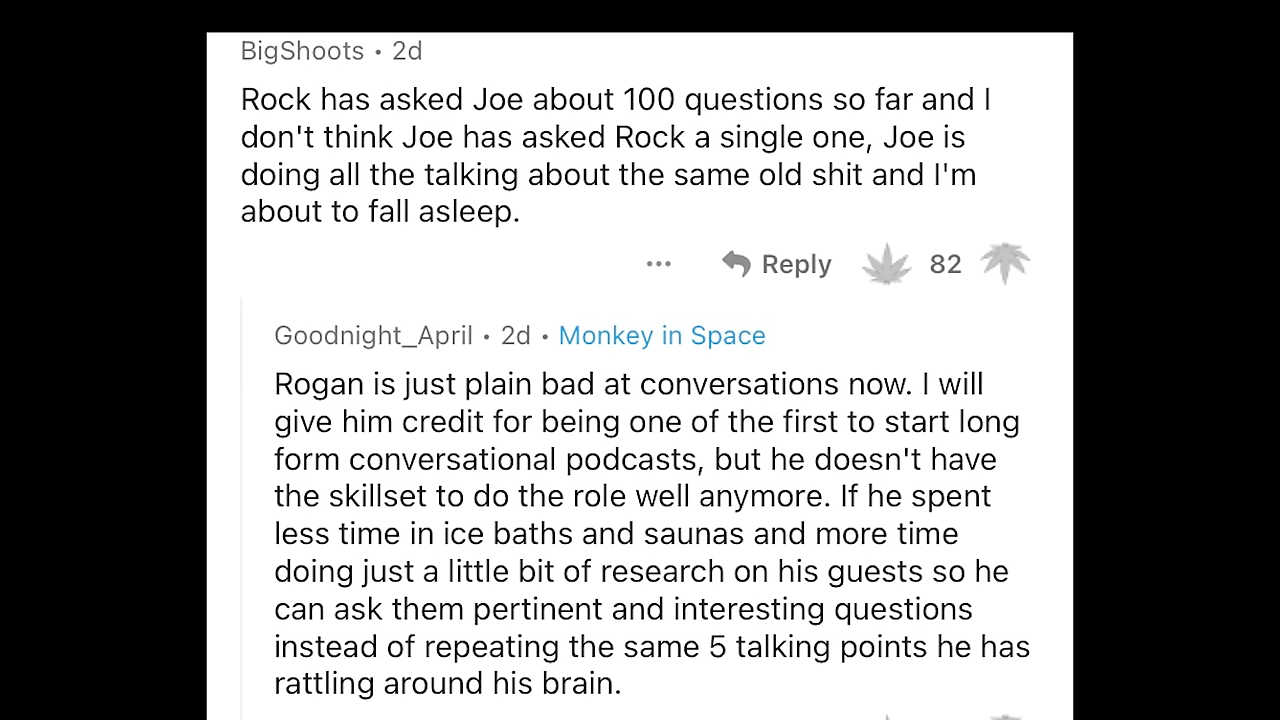 BigShoots • 2d
Rock has asked Joe about 100 questions so far and I
don't think Joe has asked Rock a single one, Joe is
doing all the talking about the same old shit and I'm
about to fall asleep.
... Reply 82
Goodnight_April • 2d • Monkey in Space
Rogan is just plain bad at conversations now. I will
give him credit for being one of the first to start long
form conversational podcasts, but he doesn't have
the skillset to do the role well anymore. If he spent
less time in ice baths and saunas and more time
doing just a little bit of research on his guests so he
can ask them pertinent and interesting questions
instead of repeating the same 5 talking points he has
rattling around his brain.